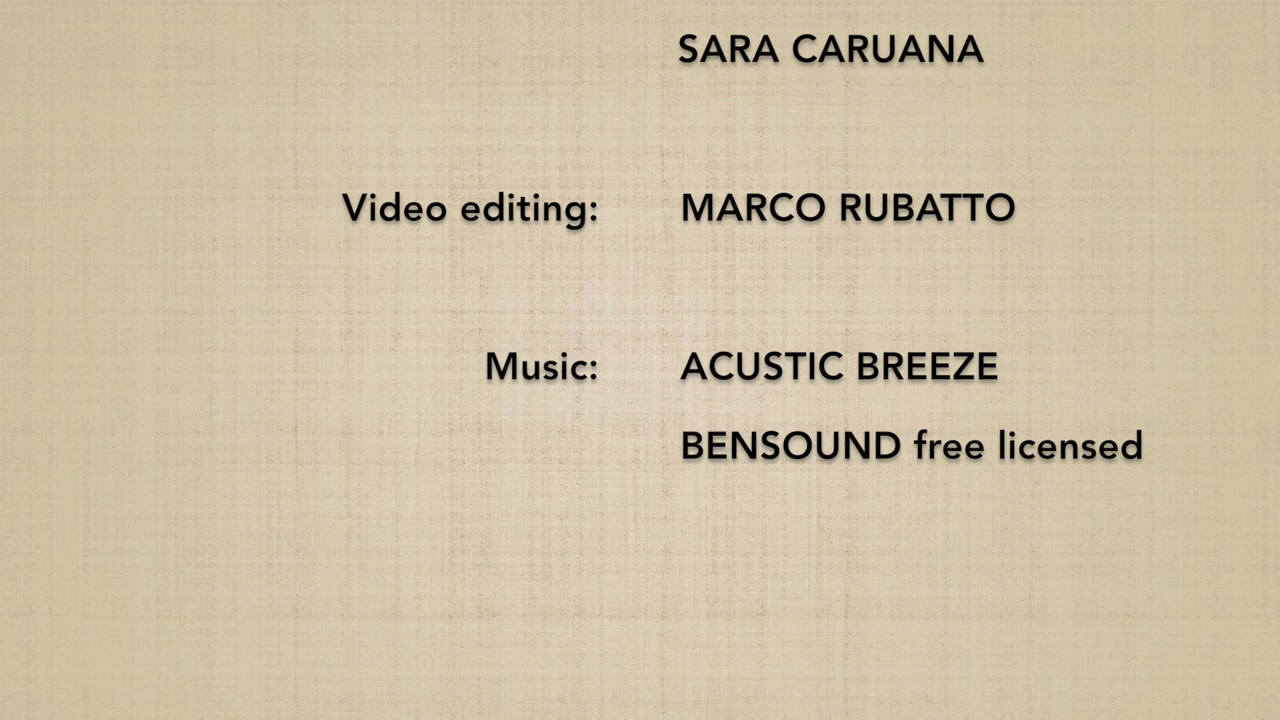 SARA CARUANA
Video editing: MARCO RUBATTO
Music: ACUSTIC BREEZE
BENSOUND free licensed